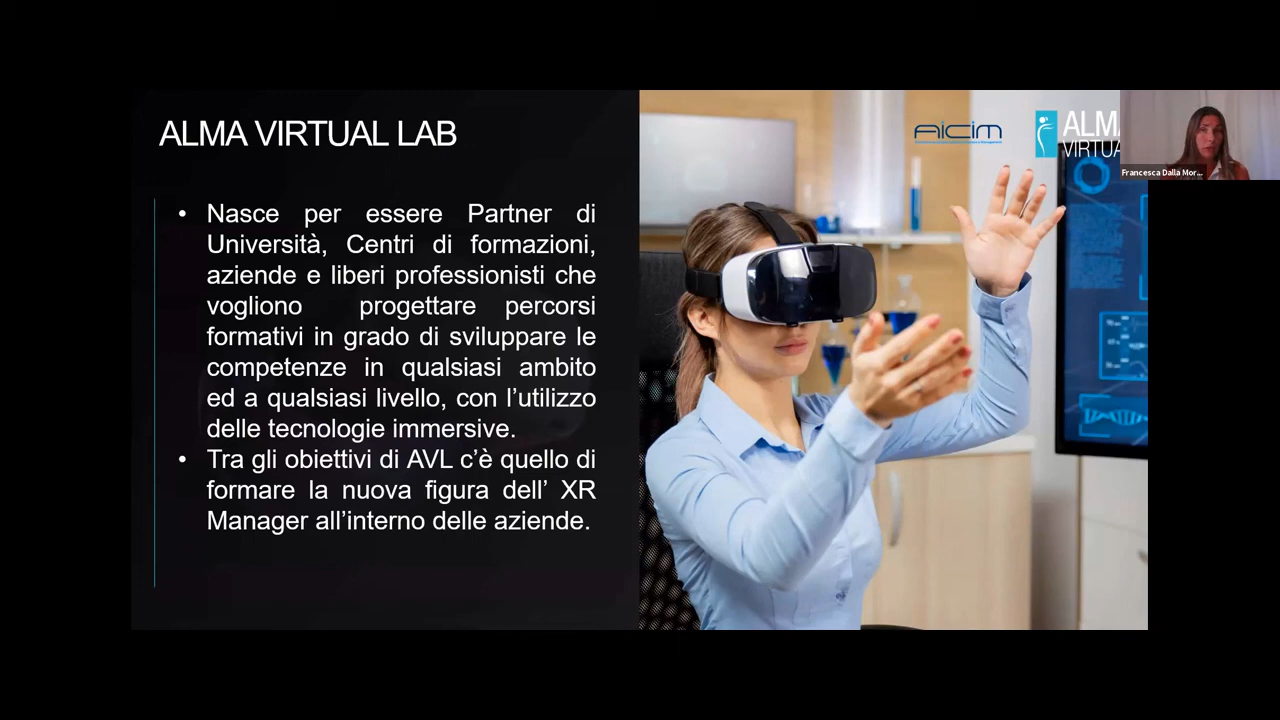 ALMA VIRTUAL LAB
• Nasce per essere Partner di
Università, Centri di formazioni,
aziende e liberi professionisti che
vogliono progettare percorsi
formativi in grado di sviluppare le
competenze in qualsiasi ambito
ed a qualsiasi livello, con l’utilizzo
delle tecnologie immersive.
• Tra gli obiettivi di AVL c’è quello di
formare la nuova figura dell’ XR
Manager all’interno delle aziende.
AICIM
ALMA
VIRTUA
Francesca Dalla Mor...